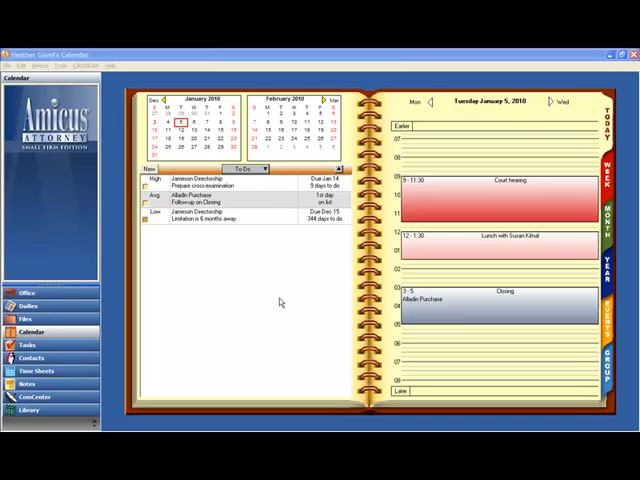 Heather Gavel's Calendar
File Edit View Tools CALENDAR Help
Calendar
Amicus
ATTORNEY
SMALL FIRM EDITION
Office
Dailies
Files
Calendar
Tasks
Contacts
Time Sheets
Notes
ComCenter
Library
Dec January 2010
S M T W T F S
27 28 29 30 31 1 2
3 4 5 6 7 8 9
10 11 12 13 14 15 16
17 18 19 20 21 22 23
24 25 26 27 28 29 30
31
February 2010 Mar
S M T W T F S
1 2 3 4 5 6
7 8 9 10 11 12 13
14 15 16 17 18 19 20
21 22 23 24 25 26 27
28
New To Do
High Jameson Directorship Due Jan 14
Prepare cross-examination 9 days to do
Avg. Alladin Purchase 1st day
Follow-up on Closing on list
Low Jameson Directorship Due Dec 15
Limitation is 6 months away 344 days to do
Mon Tuesday January 5, 2010 Wed
Earlier
07
08
9 - 11:30 Court hearing
10
11
12 - 1:30 Lunch with Susan Kilnal
01
02
3 - 5 Closing
Alladin Purchase
04
05
06
07
08
Later
TODAY
WEEK
MONTH
YEAR
EVENTS
GROUP